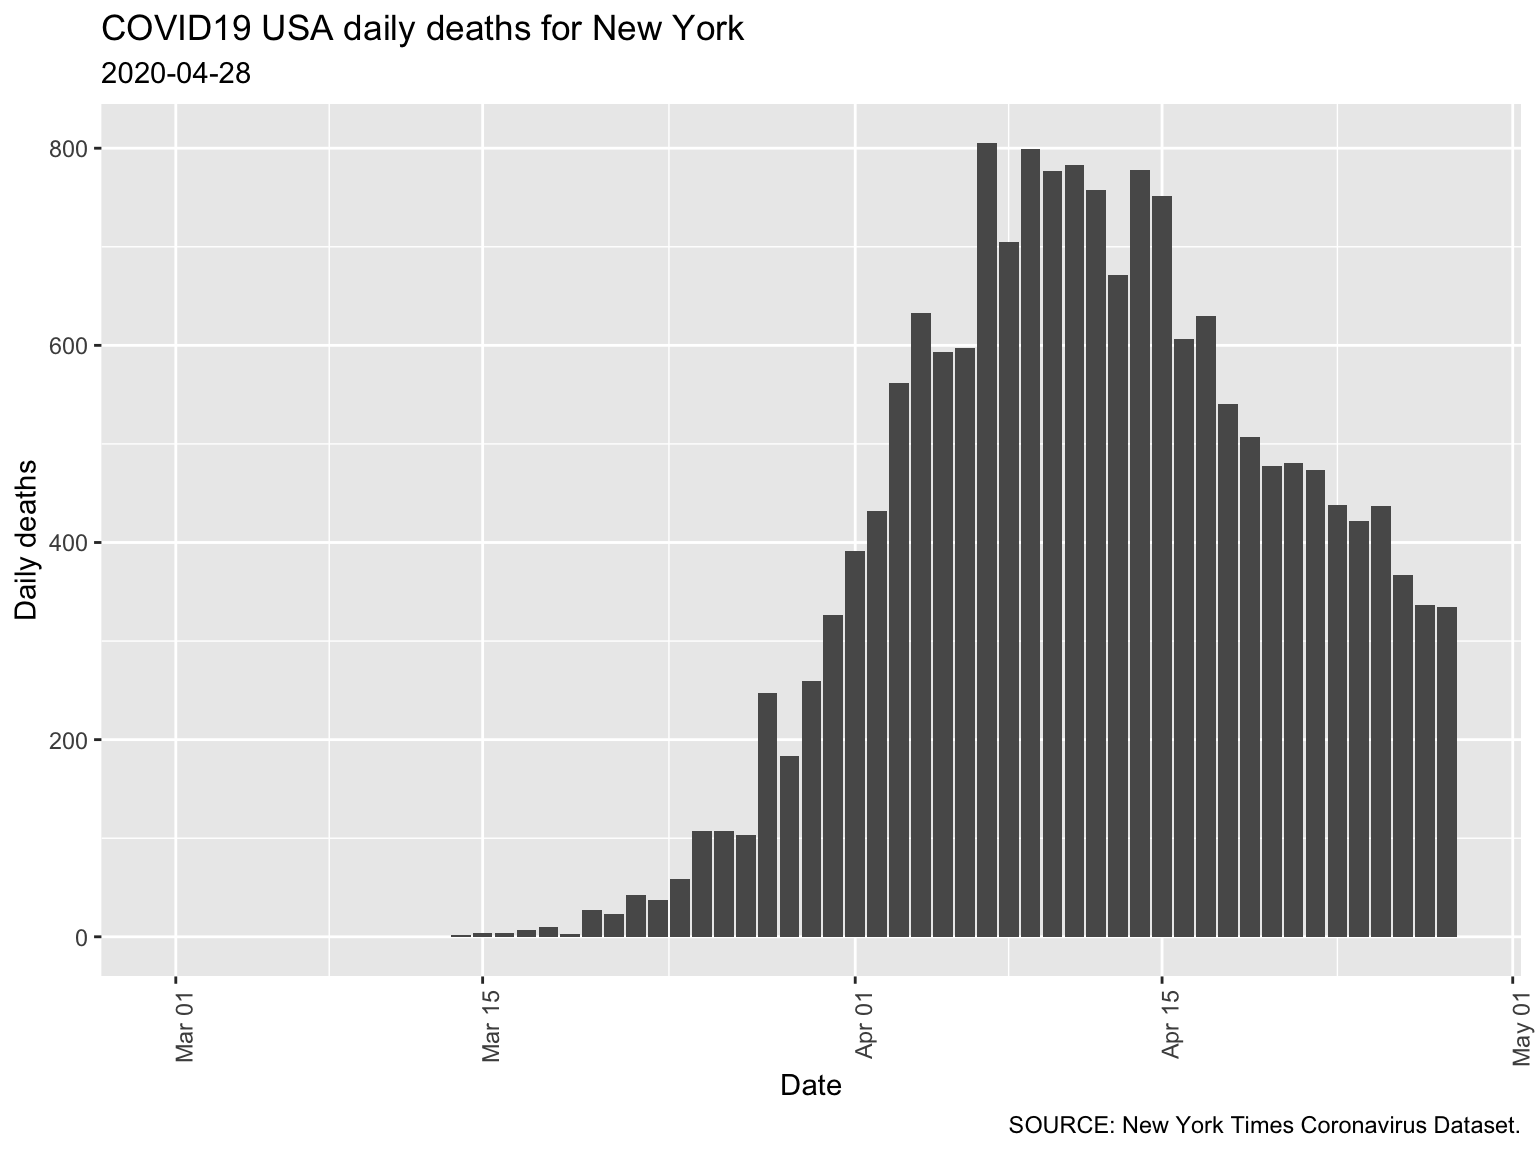 COVID19 USA daily deaths for New York
2020-04-28
Daily deaths
800
600
400
200
0
Mar 01
Mar 15
Apr 01
Apr 15
May 01
Date
SOURCE: New York Times Coronavirus Dataset.